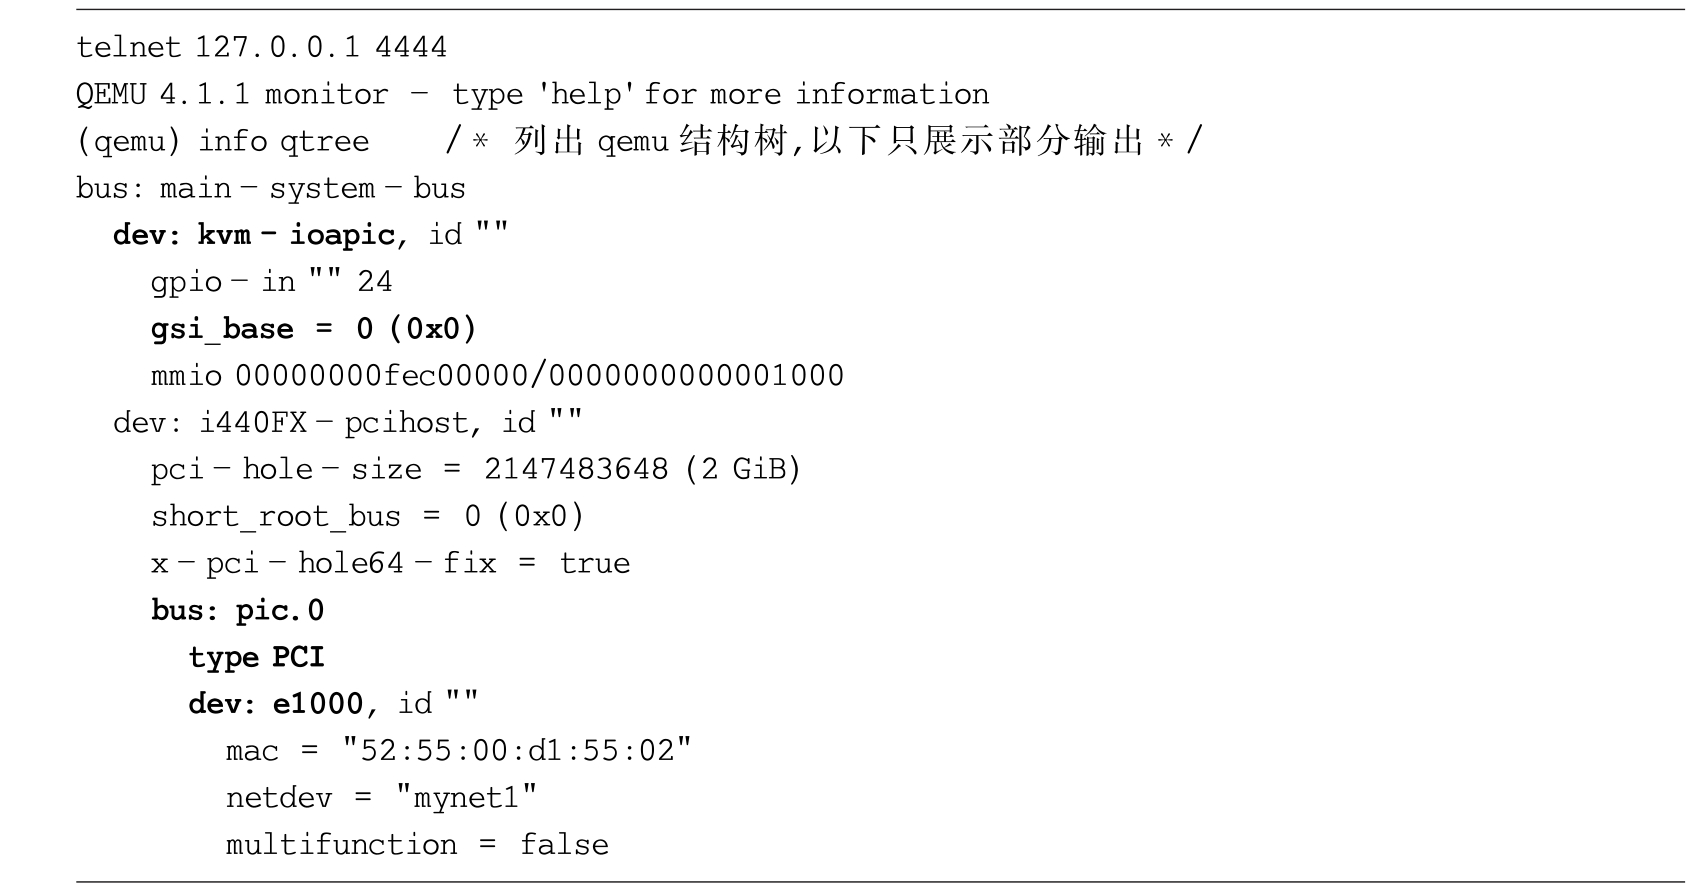 telnet 127.0.0.1 4444
QEMU 4.1.1 monitor - type 'help' for more information
(qemu) info qtree    /* 列出 qemu 结构树,以下只展示部分输出 */
bus: main-system-bus
  dev: kvm-ioapic, id ""
    gpio-in "" 24
    gsi_base = 0 (0x0)
    mmio 00000000fec00000/0000000000001000
  dev: i440FX-pcihost, id ""
    pci-hole-size = 2147483648 (2 GiB)
    short_root_bus = 0 (0x0)
    x-pci-hole64-fix = true
    bus: pic.0
      type PCI
      dev: e1000, id ""
        mac = "52:55:00:d1:55:02"
        netdev = "mynet1"
        multifunction = false